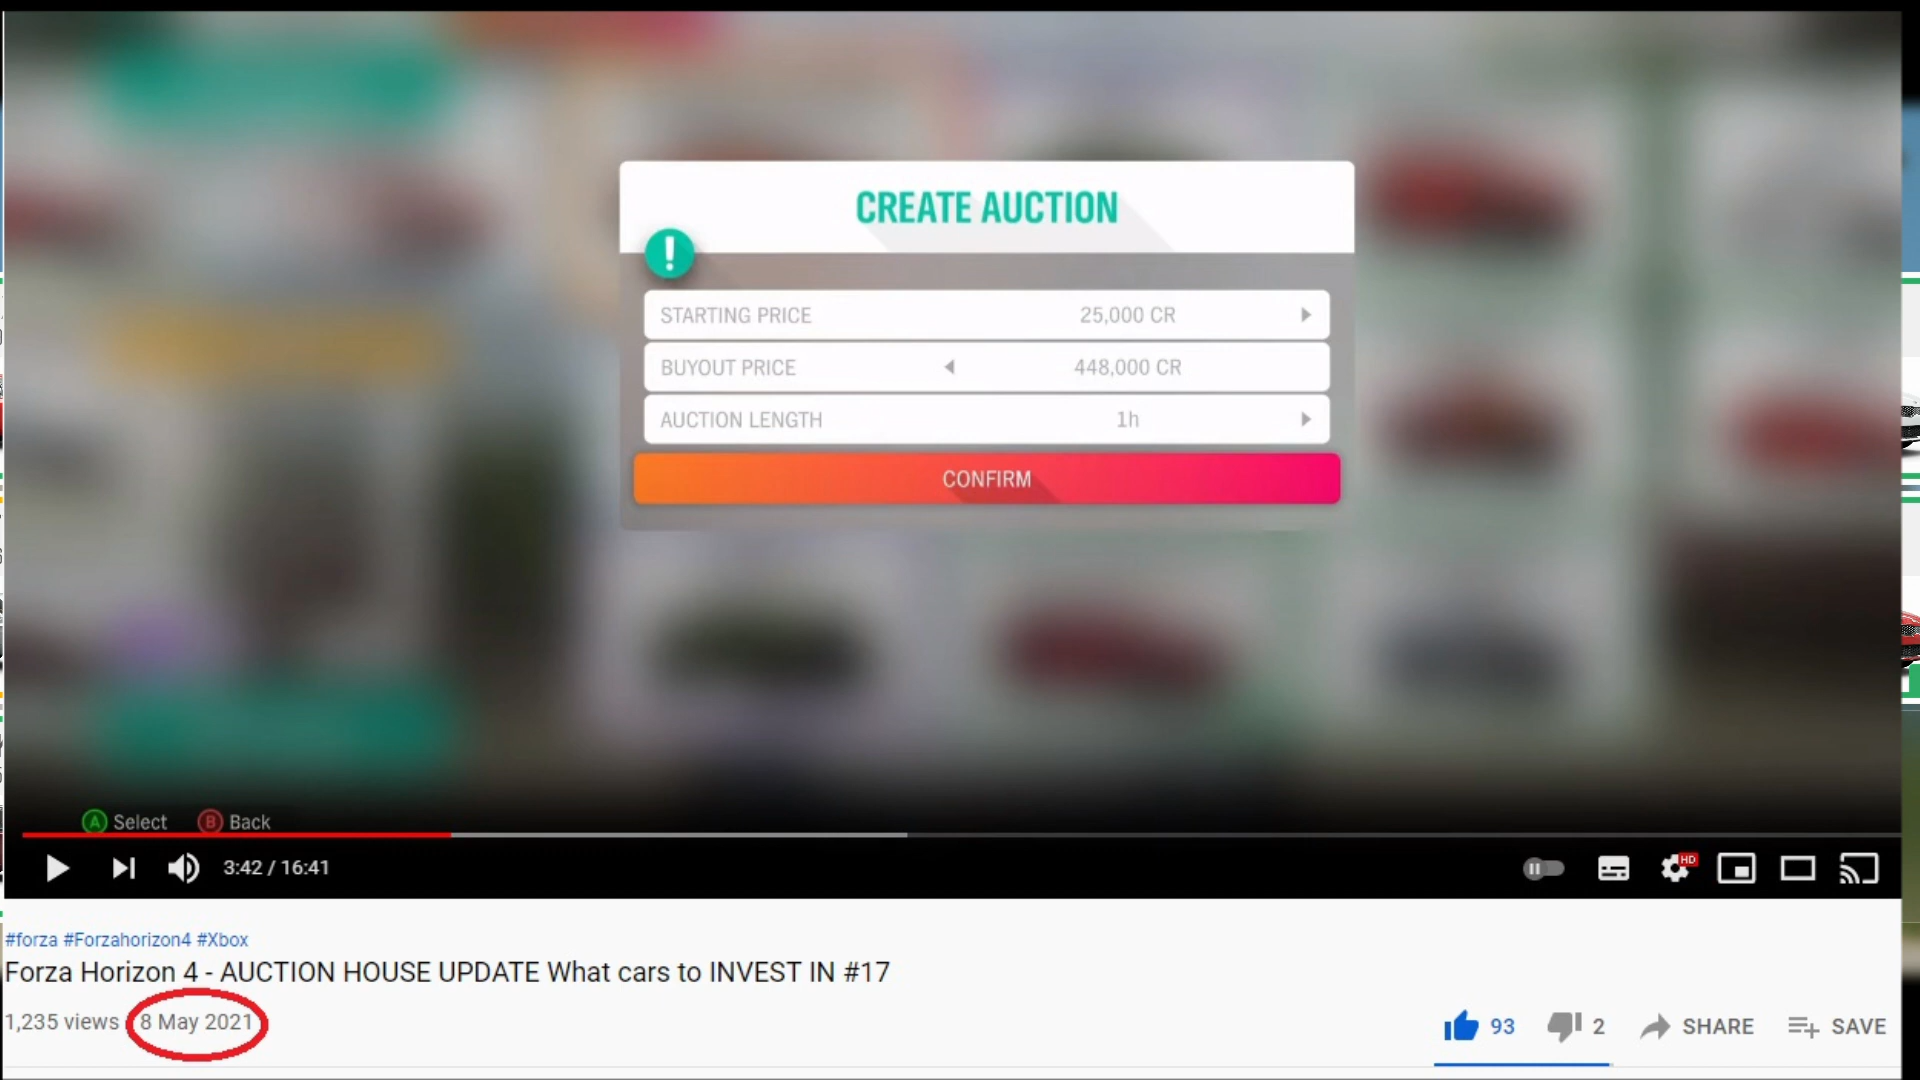 CREATE AUCTION
!
STARTING PRICE 25,000 CR
BUYOUT PRICE 448,000 CR
AUCTION LENGTH 1h
CONFIRM
A Select B Back
3:42 / 16:41
HD
#forza #Forzahorizon4 #Xbox
Forza Horizon 4 - AUCTION HOUSE UPDATE What cars to INVEST IN #17
1,235 views 8 May 2021
93 2 SHARE SAVE